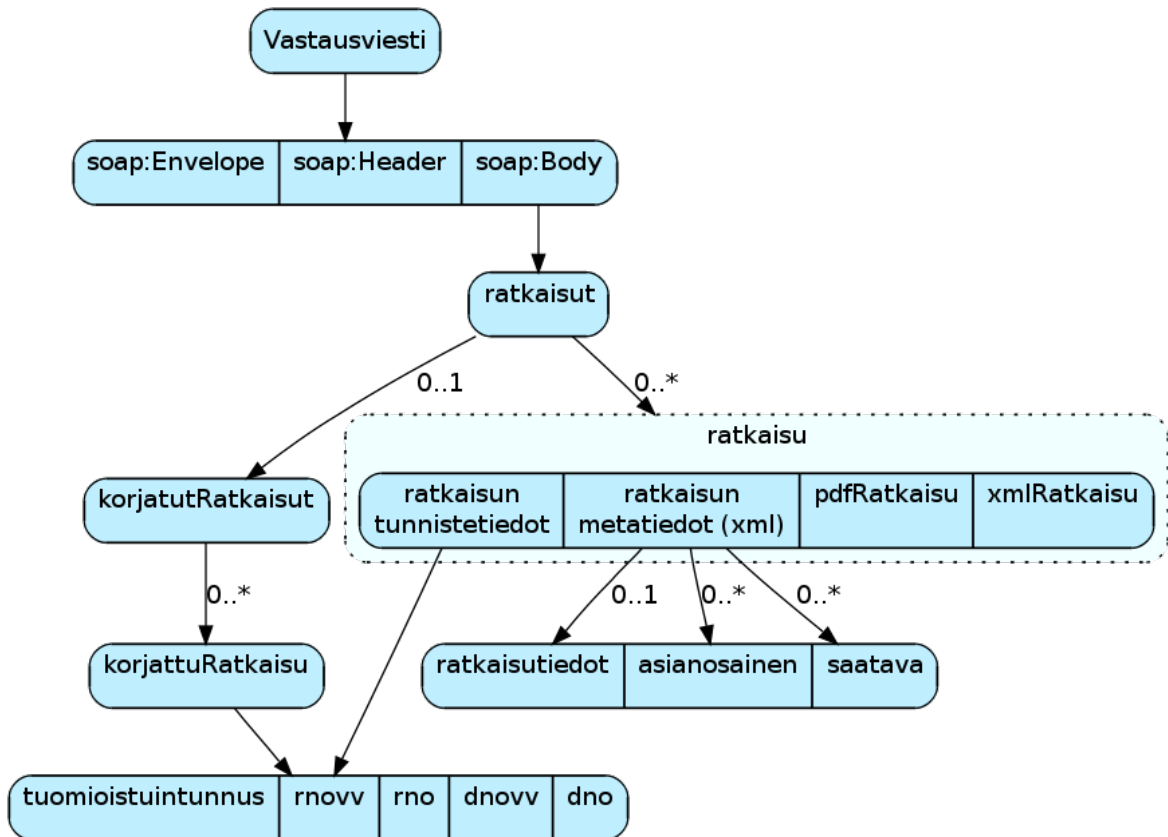 Vastausviesti
soap:Envelope soap:Header soap:Body
ratkaisut
0..1 0..*
ratkaisu
korjatutRatkaisut
ratkaisun
tunnistetiedot
ratkaisun
metatiedot (xml)
pdfRatkaisu
xmlRatkaisu
0..* 0..1 0..* 0..*
korjattuRatkaisu
ratkaisutiedot asianosainen saatava
tuomioistuintunnus rnovv rno dnovv dno